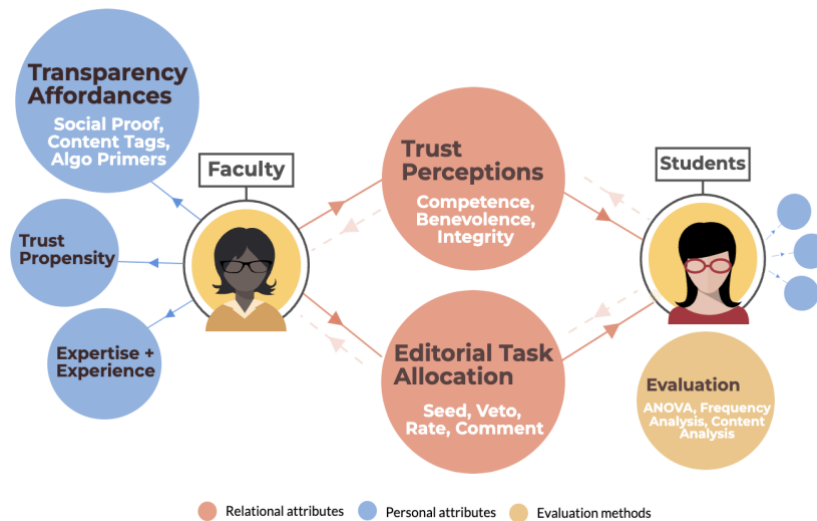 Transparency
Affordances
Social Proof,
Content Tags,
Algo Primers
Faculty
Trust
Perceptions
Competence,
Benevolence,
Integrity
Students
Trust
Propensity
Expertise +
Experience
Editorial Task
Allocation
Seed, Veto,
Rate, Comment
Evaluation
ANOVA, Frequency
Analysis, Content
Analysis
Relational attributes
Personal attributes
Evaluation methods